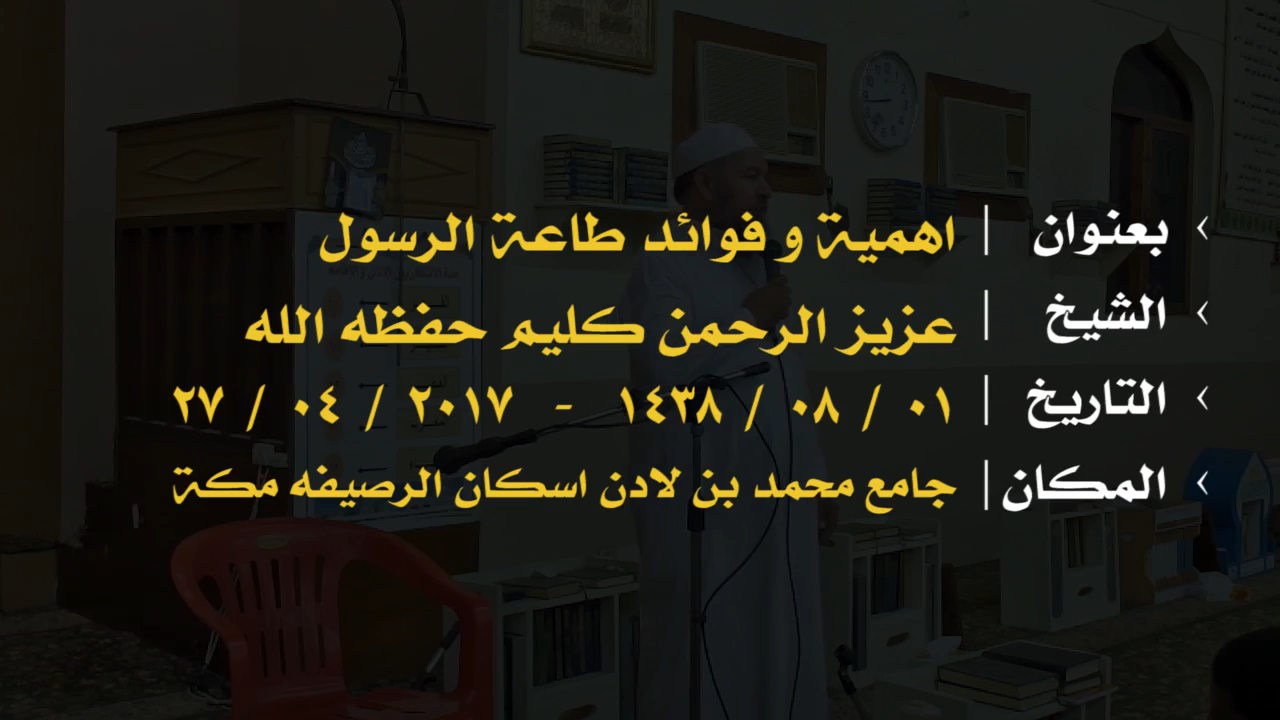 بعنوان | اهمية و فوائد طاعة الرسول
الشيخ | عزيز الرحمن كليم حفظه الله
التاريخ | ٠١ / ٠٨ / ١٤٣٨ - ٢٠١٧ / ٠٤ / ٢٧
المكان | جامع محمد بن لادن اسكان الرصيفه مكة